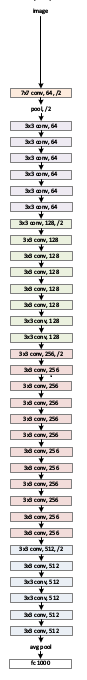 image
7x7 conv, 64, /2
pool, /2
3x3 conv, 64
3x3 conv, 64
3x3 conv, 64
3x3 conv, 64
3x3 conv, 64
3x3 conv, 64
3x3 conv, 128, /2
3x3 conv, 128
3x3 conv, 128
3x3 conv, 128
3x3 conv, 128
3x3 conv, 128
3x3 conv, 128
3x3 conv, 128
3x3 conv, 256, /2
3x3 conv, 256
3x3 conv, 256
3x3 conv, 256
3x3 conv, 256
3x3 conv, 256
3x3 conv, 256
3x3 conv, 256
3x3 conv, 256
3x3 conv, 256
3x3 conv, 256
3x3 conv, 256
3x3 conv, 512, /2
3x3 conv, 512
3x3 conv, 512
3x3 conv, 512
3x3 conv, 512
3x3 conv, 512
avg pool
fc 1000